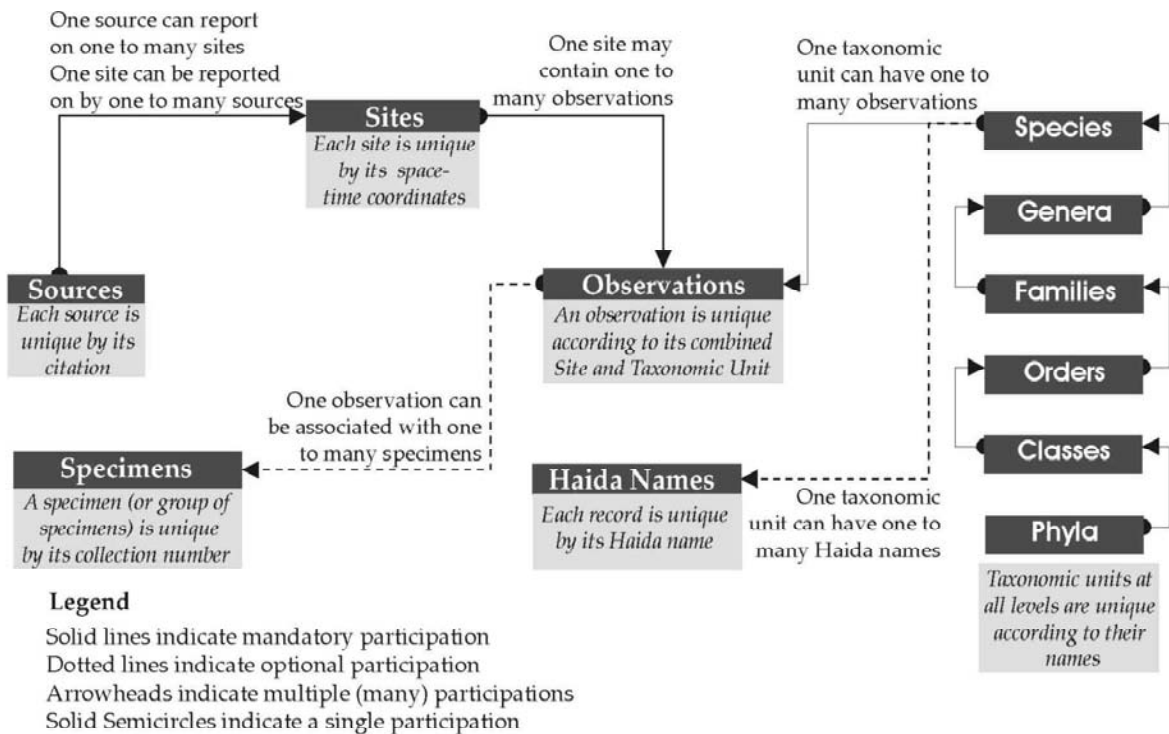 One source can report
on one to many sites
One site can be reported
on by one to many sources
One site may
contain one to
many observations
One taxonomic
unit can have one to
many observations
Sites
Each site is unique
by its space-
time coordinates
Species
Genera
Families
Orders
Classes
Phyla
Taxonomic units at
all levels are unique
according to their
names
Sources
Each source is
unique by its
citation
Observations
An observation is unique
according to its combined
Site and Taxonomic Unit
One observation can
be associated with one
to many specimens
Specimens
A specimen (or group of
specimens) is unique
by its collection number
Haida Names
Each record is unique
by its Haida name
One taxonomic
unit can have one to
many Haida names
Legend
Solid lines indicate mandatory participation
Dotted lines indicate optional participation
Arrowheads indicate multiple (many) participations
Solid Semicircles indicate a single participation